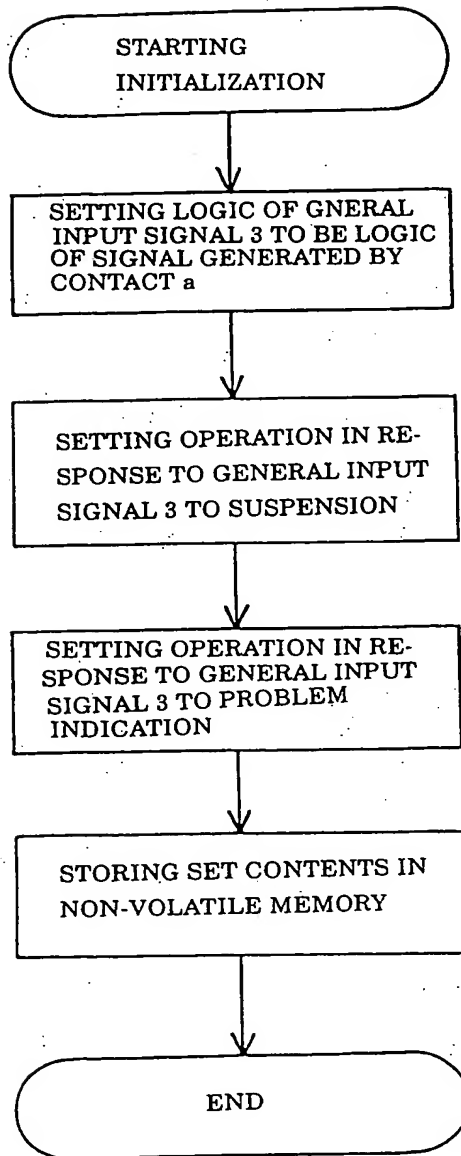 STARTING
INITIALIZATION
SETTING LOGIC OF GNERAL
INPUT SIGNAL 3 TO BE LOGIC
OF SIGNAL GENERATED BY
CONTACT a
SETTING OPERATION IN RE-
SPONSE TO GENERAL INPUT
SIGNAL 3 TO SUSPENSION
SETTING OPERATION IN RE-
SPONSE TO GENERAL INPUT
SIGNAL 3 TO PROBLEM
INDICATION
STORING SET CONTENTS IN
NON-VOLATILE MEMORY
END